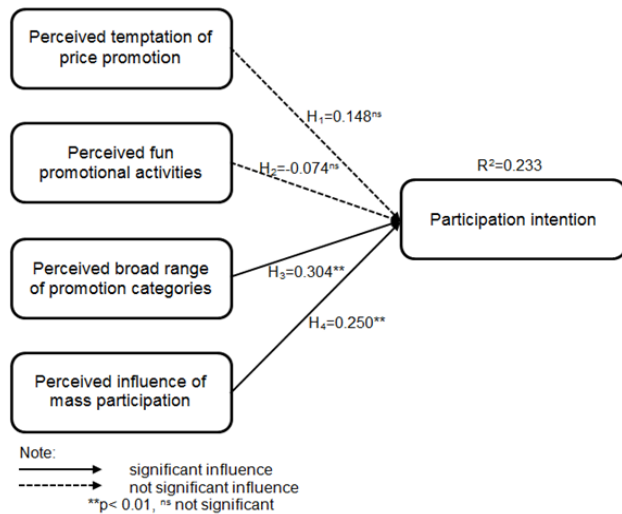 Perceived temptation of
price promotion
H₁=0.148ⁿˢ
Perceived fun
promotional activities
H₂=-0.074ⁿˢ
R²=0.233
Participation intention
Perceived broad range
of promotion categories
H₃=0.304**
H₄=0.250**
Perceived influence of
mass participation
Note:
significant influence
not significant influence
**p< 0.01, ⁿˢ not significant